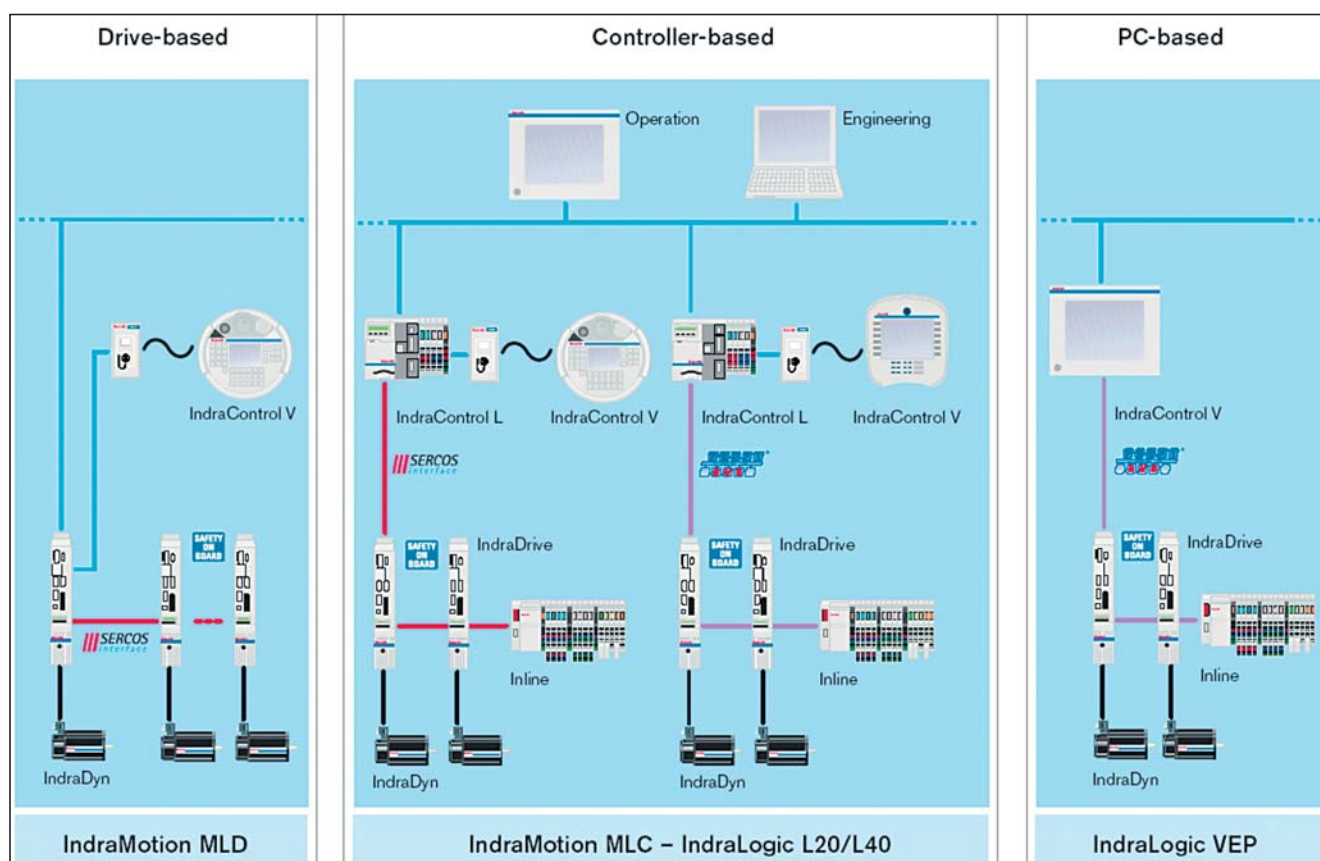 Drive-based
IndraControl V
SAFETY
ON
BOARD
SERCOS
interface
IndraDyn
IndraMotion MLD
Controller-based
Operation
Engineering
IndraControl L
IndraControl V
IndraControl L
IndraControl V
SERCOS
interface
SAFETY
ON
BOARD
IndraDrive
SAFETY
ON
BOARD
IndraDrive
Inline
Inline
IndraDyn
IndraDyn
IndraMotion MLC – IndraLogic L20/L40
PC-based
IndraControl V
SAFETY
ON
BOARD
IndraDrive
Inline
IndraDyn
IndraLogic VEP